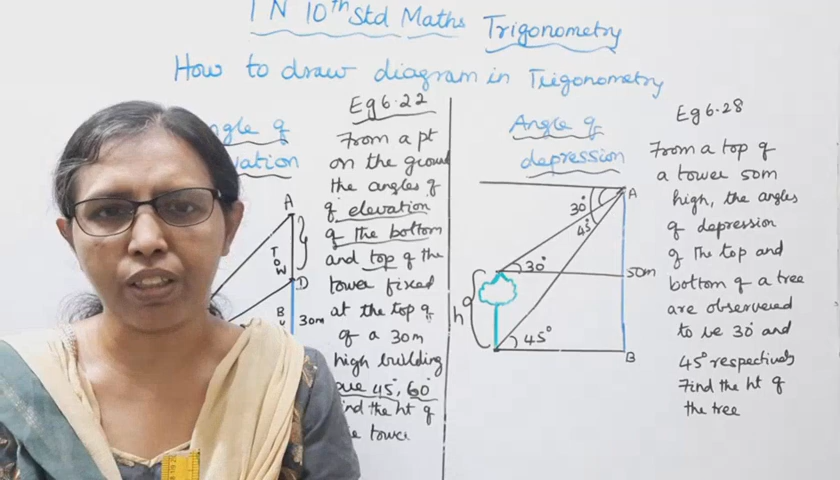 TN 10th Std Maths Trigonometry
How to draw diagram in Trigonometry
ngle of
vation
A
TOW
D
B
30m
Eg 6.22
From a pt
on the ground
the angles of
of elevation
of the bottom
and top of the
tower fixed
at the top of
of a 30m
high building
are 45°, 60°
ind the ht of
e tower
Angle of
depression
A
30°
45°
30°
50m
h
45°
B
Eg 6.28
From a top of
a tower 50m
high, the angles
of depression
of The top and
bottom of a tree
are observered
to be 30° and
45° respectively
Find the ht of
the tree